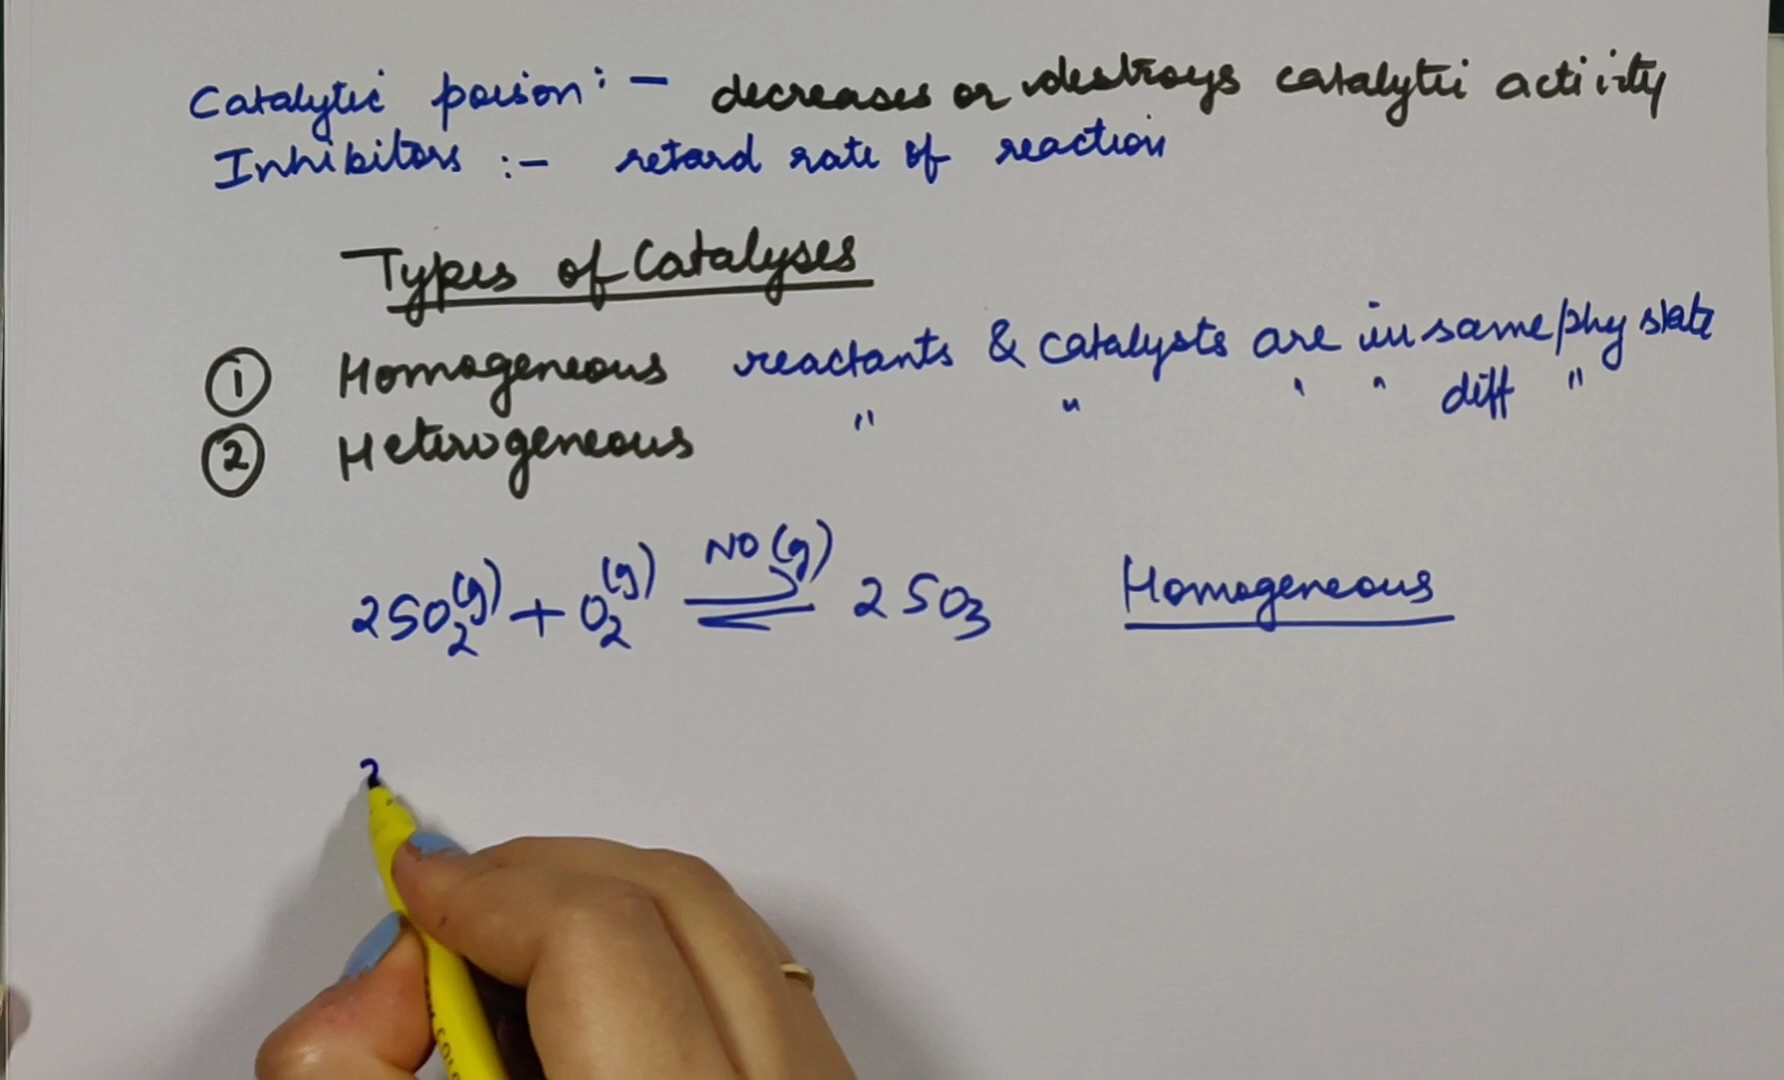 Catalytic poison :- decreases or destroys catalytic activity
Inhibitors :- retard rate of reaction
Types of Catalyses
① Homogeneous reactants & catalysts are in same phy state
② Heterogeneous " " " " diff "
2SO₂(g) + O₂(g) ⇌ NO(g) 2SO₃ Homogeneous
2